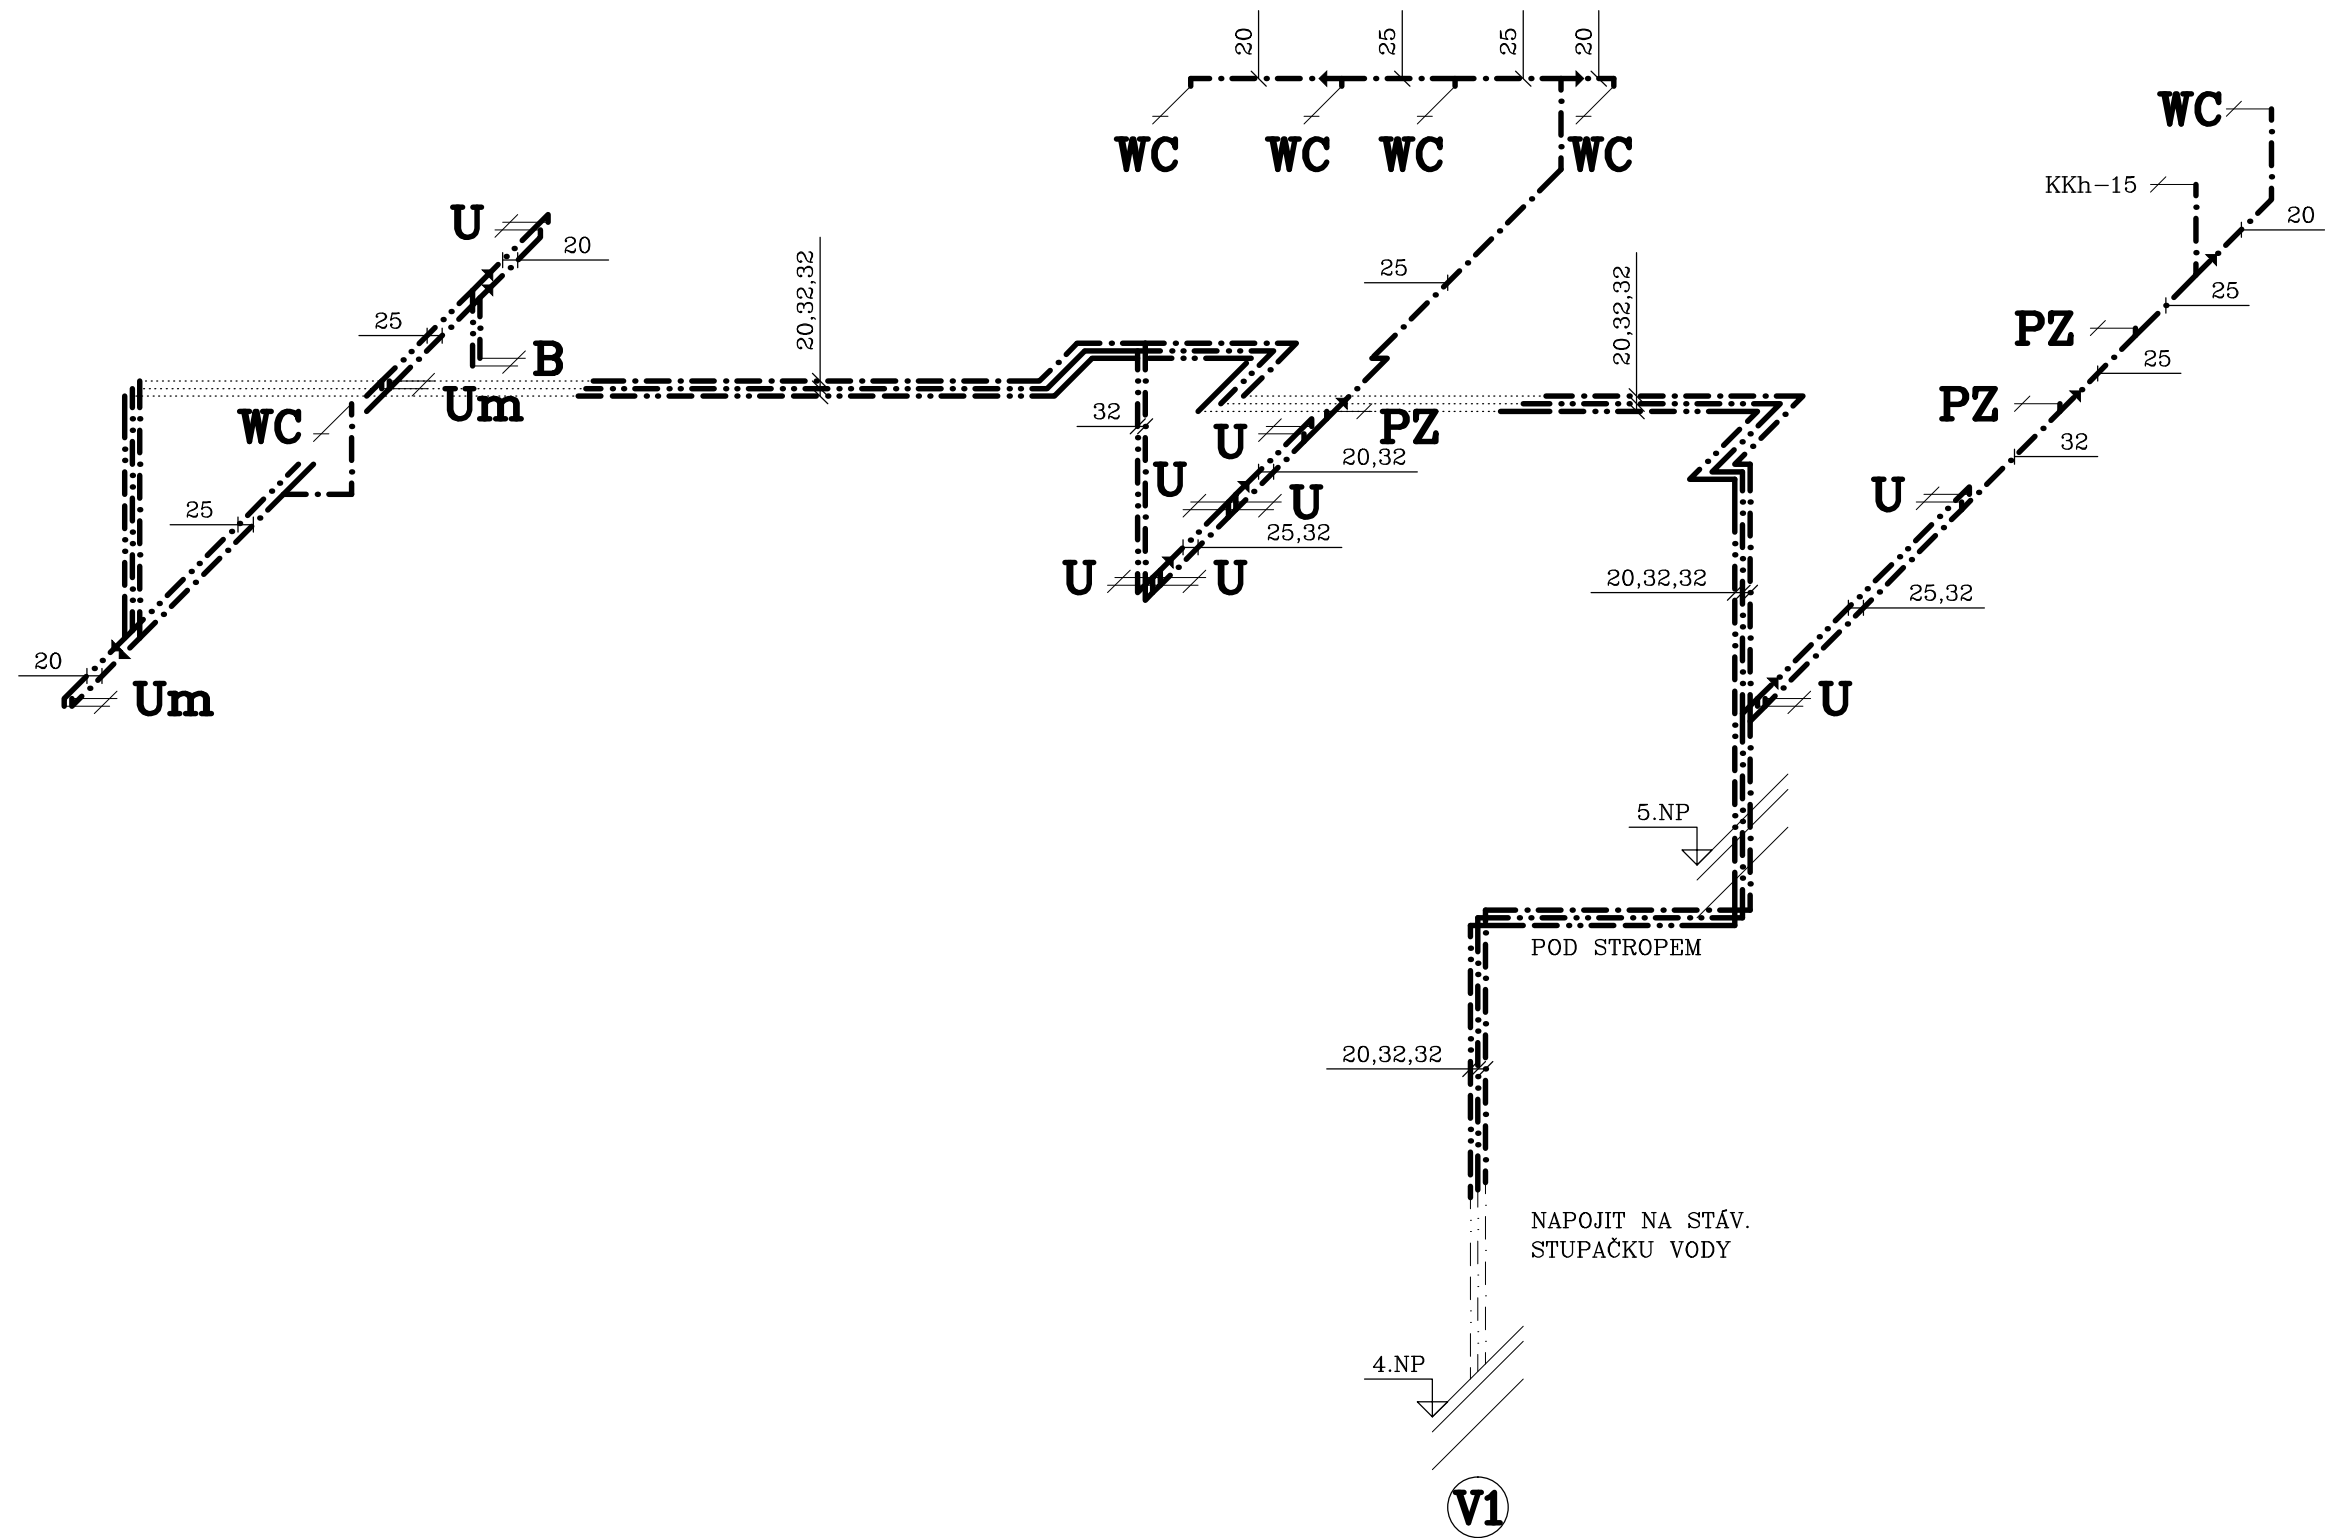 20
25
25
20
WC
WC
WC
WC
WC
KKh-15
20
U
20
25
20,32,32
25
20,32,32
25
PZ
25
B
Um
WC
PZ
32
PZ
U
20,32
32
U
U
25,32
U
25
U
U
20,32,32
25,32
20
Um
U
5.NP
POD STROPEM
20,32,32
NAPOJIT NA STÁV.
STUPAČKU VODY
4.NP
V1